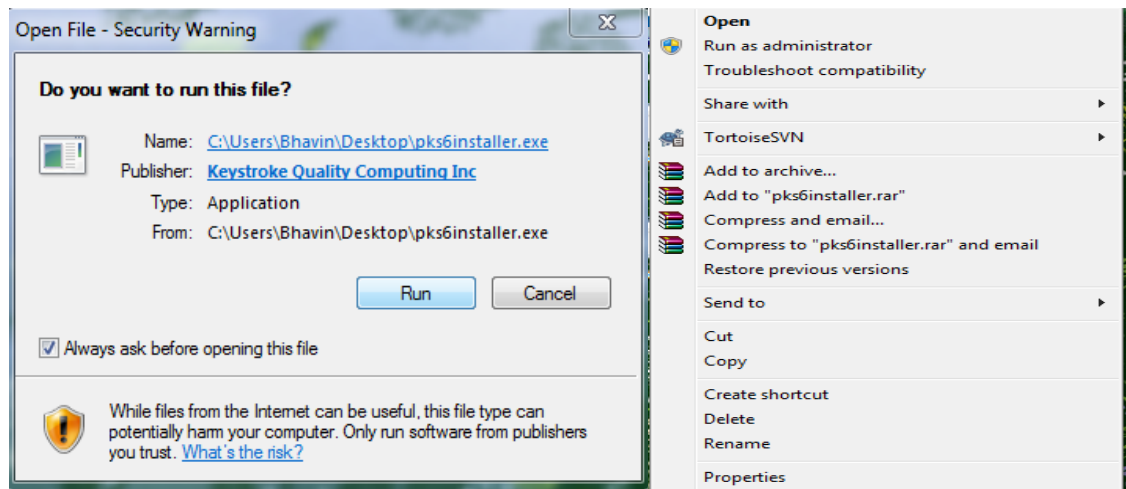 Open File - Security Warning
Do you want to run this file?
Name: C:\Users\Bhavin\Desktop\pks6installer.exe
Publisher: Keystroke Quality Computing Inc
Type: Application
From: C:\Users\Bhavin\Desktop\pks6installer.exe
Run Cancel
Always ask before opening this file
While files from the Internet can be useful, this file type can
potentially harm your computer. Only run software from publishers
you trust. What's the risk?
Open
Run as administrator
Troubleshoot compatibility
Share with
TortoiseSVN
Add to archive...
Add to "pks6installer.rar"
Compress and email...
Compress to "pks6installer.rar" and email
Restore previous versions
Send to
Cut
Copy
Create shortcut
Delete
Rename
Properties